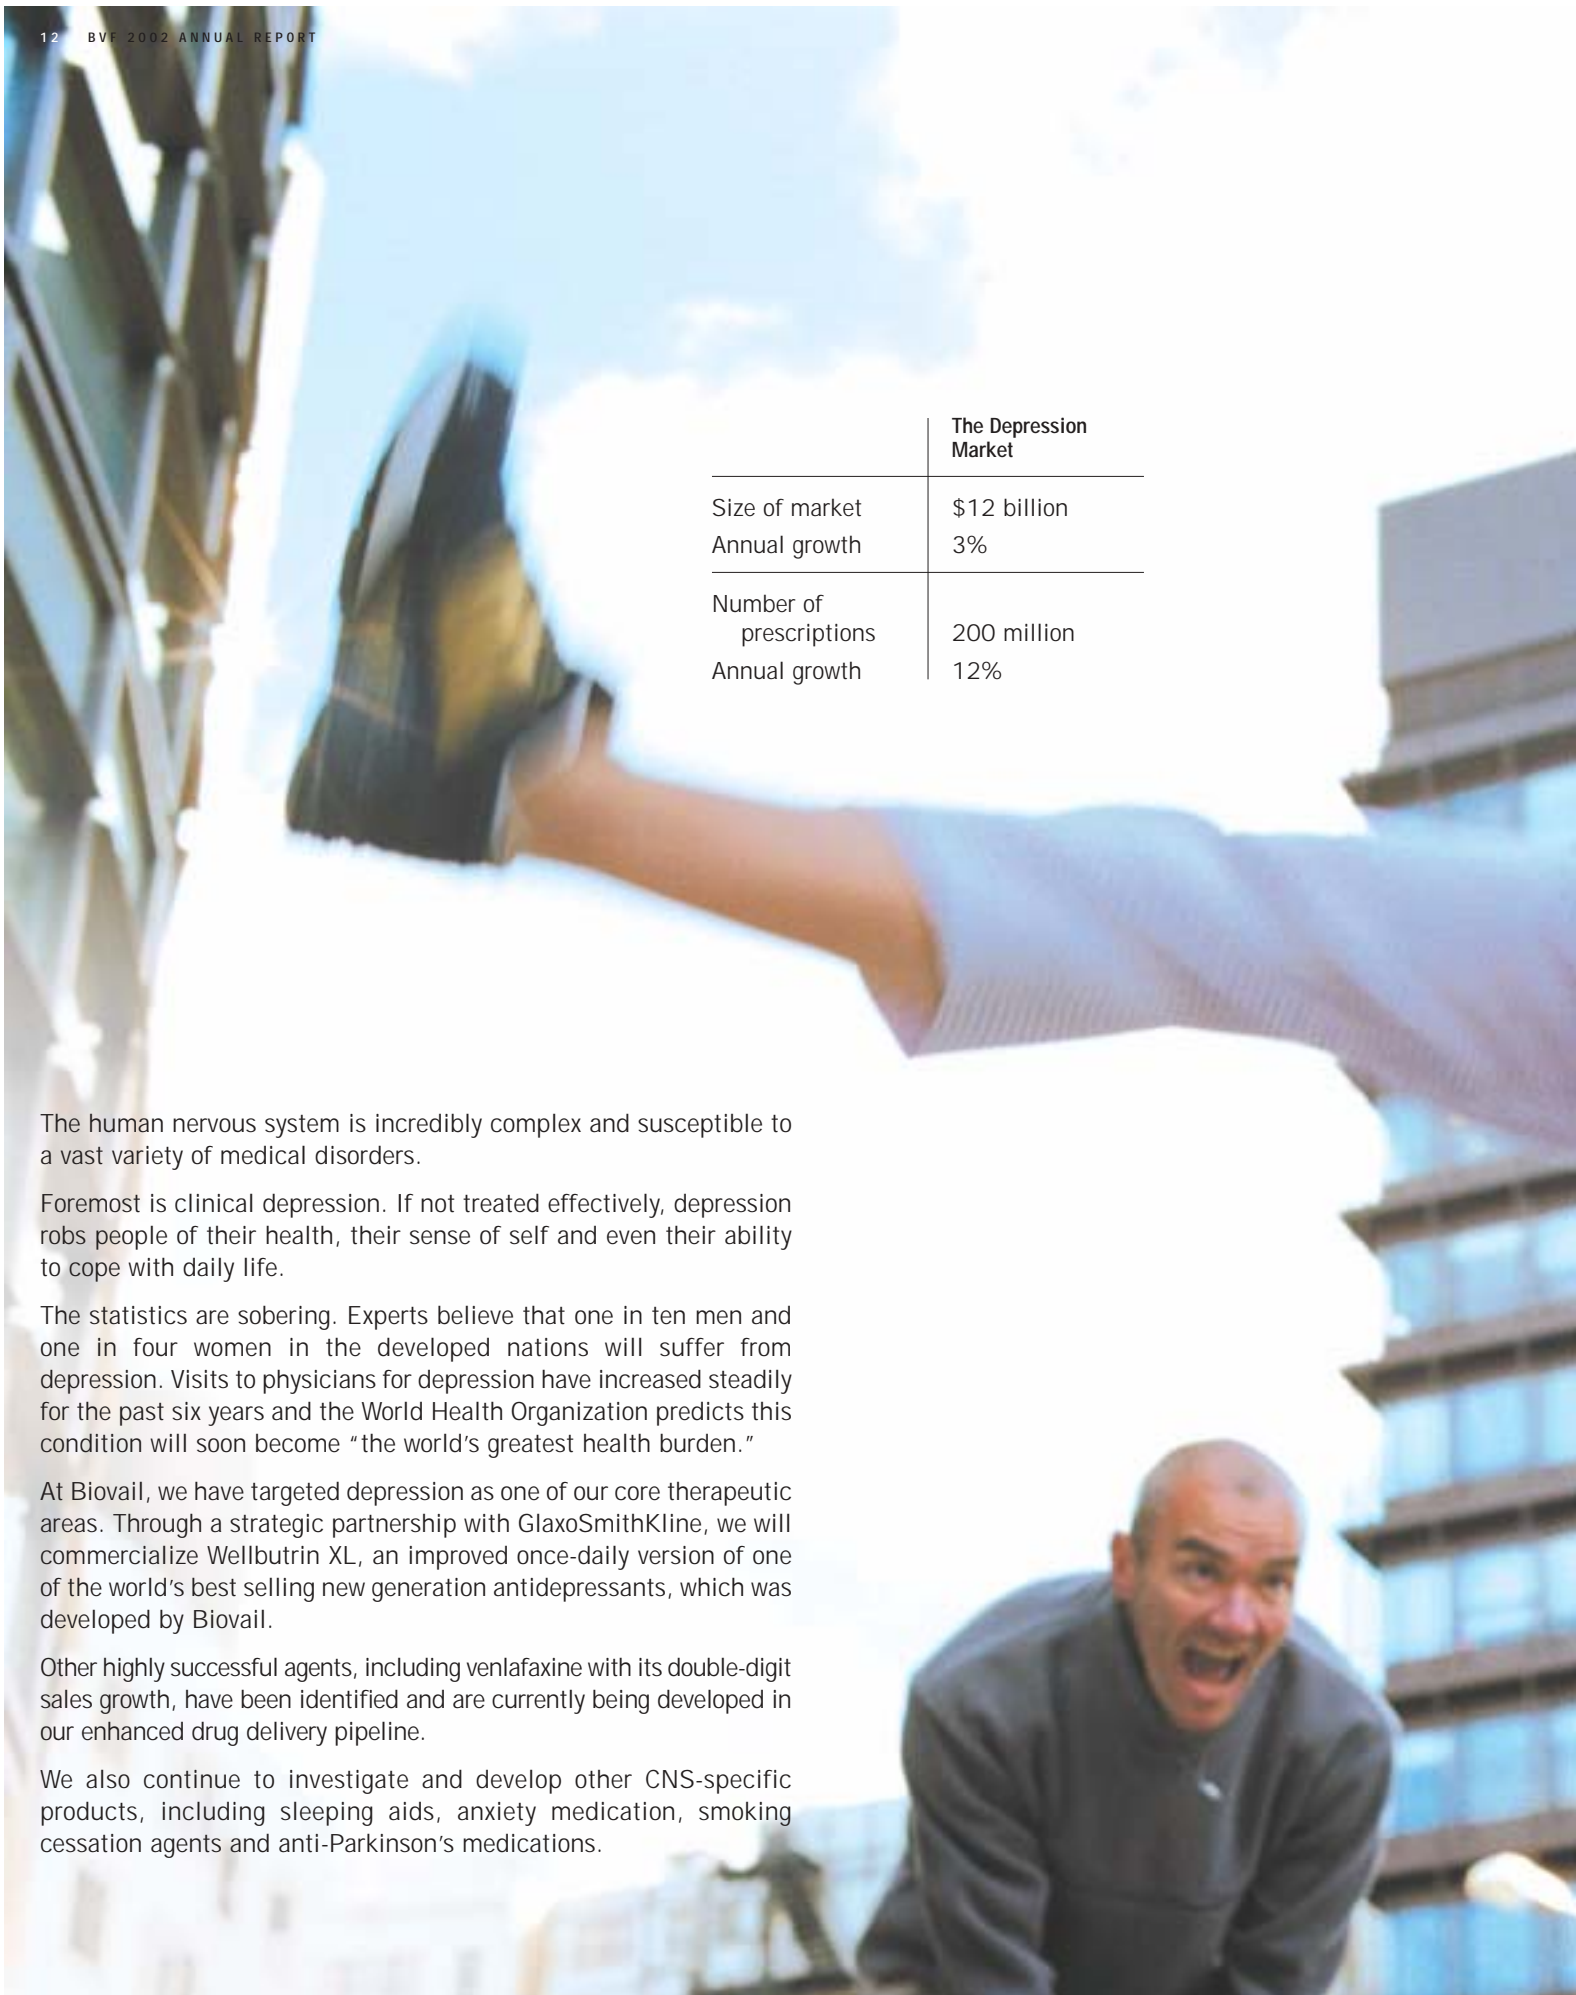 12 BVF 2002 ANNUAL REPORT
The Depression
Market
Size of market $12 billion
Annual growth 3%
Number of
prescriptions 200 million
Annual growth 12%
The human nervous system is incredibly complex and susceptible to
a vast variety of medical disorders.
Foremost is clinical depression. If not treated effectively, depression
robs people of their health, their sense of self and even their ability
to cope with daily life.
The statistics are sobering. Experts believe that one in ten men and
one in four women in the developed nations will suffer from
depression. Visits to physicians for depression have increased steadily
for the past six years and the World Health Organization predicts this
condition will soon become “the world’s greatest health burden.”
At Biovail, we have targeted depression as one of our core therapeutic
areas. Through a strategic partnership with GlaxoSmithKline, we will
commercialize Wellbutrin XL, an improved once-daily version of one
of the world’s best selling new generation antidepressants, which was
developed by Biovail.
Other highly successful agents, including venlafaxine with its double-digit
sales growth, have been identified and are currently being developed in
our enhanced drug delivery pipeline.
We also continue to investigate and develop other CNS-specific
products, including sleeping aids, anxiety medication, smoking
cessation agents and anti-Parkinson’s medications.